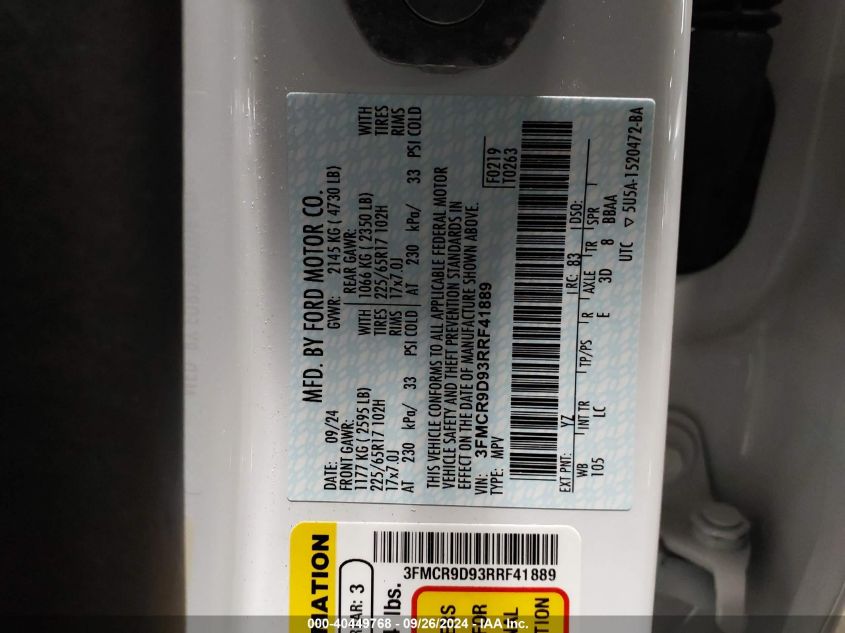 MFD. BY FORD MOTOR CO.
DATE: 09/24 GVWR: 2145 KG ( 4730 LB)
FRONT GAWR: REAR GAWR:
1177 KG ( 2595 LB) WITH 1066 KG ( 2350 LB) WITH
225/65R17 102H TIRES 225/65R17 102H TIRES
17x7.0J RIMS 17x7.0J RIMS
AT 230 kPa/ 33 PSI COLD AT 230 kPa/ 33 PSI COLD
THIS VEHICLE CONFORMS TO ALL APPLICABLE FEDERAL MOTOR
VEHICLE SAFETY AND THEFT PREVENTION STANDARDS IN
EFFECT ON THE DATE OF MANUFACTURE SHOWN ABOVE.
VIN: 3FMCR9D93RRF41889 F0219
TYPE: MPV T0263
EXT PNT: YZ RC: 83 DSO:
WB INT TR TP/PS R AXLE TR SPR
105 LC E 3D 8 BBAA
UTC ▽ 5U5A-1520472-BA
3FMCR9D93RRF41889
REAR: 3
lbs.
FOR
000-40449768 - 09/26/2024 - IAA Inc.